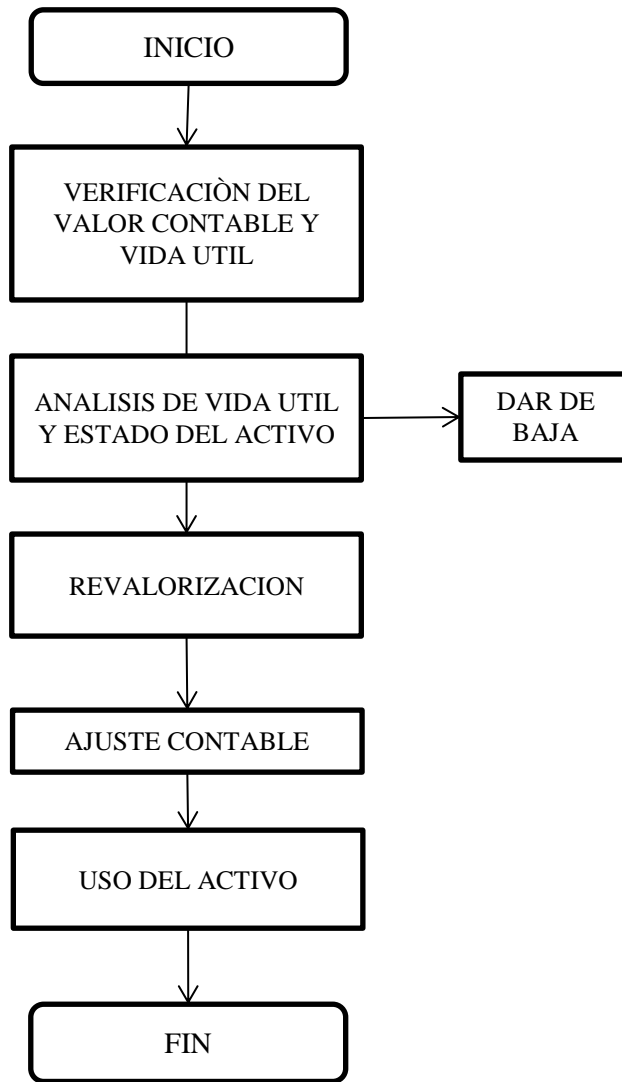 INICIO
VERIFICACIÒN DEL
VALOR CONTABLE Y
VIDA UTIL
ANALISIS DE VIDA UTIL
Y ESTADO DEL ACTIVO
DAR DE
BAJA
REVALORIZACION
AJUSTE CONTABLE
USO DEL ACTIVO
FIN